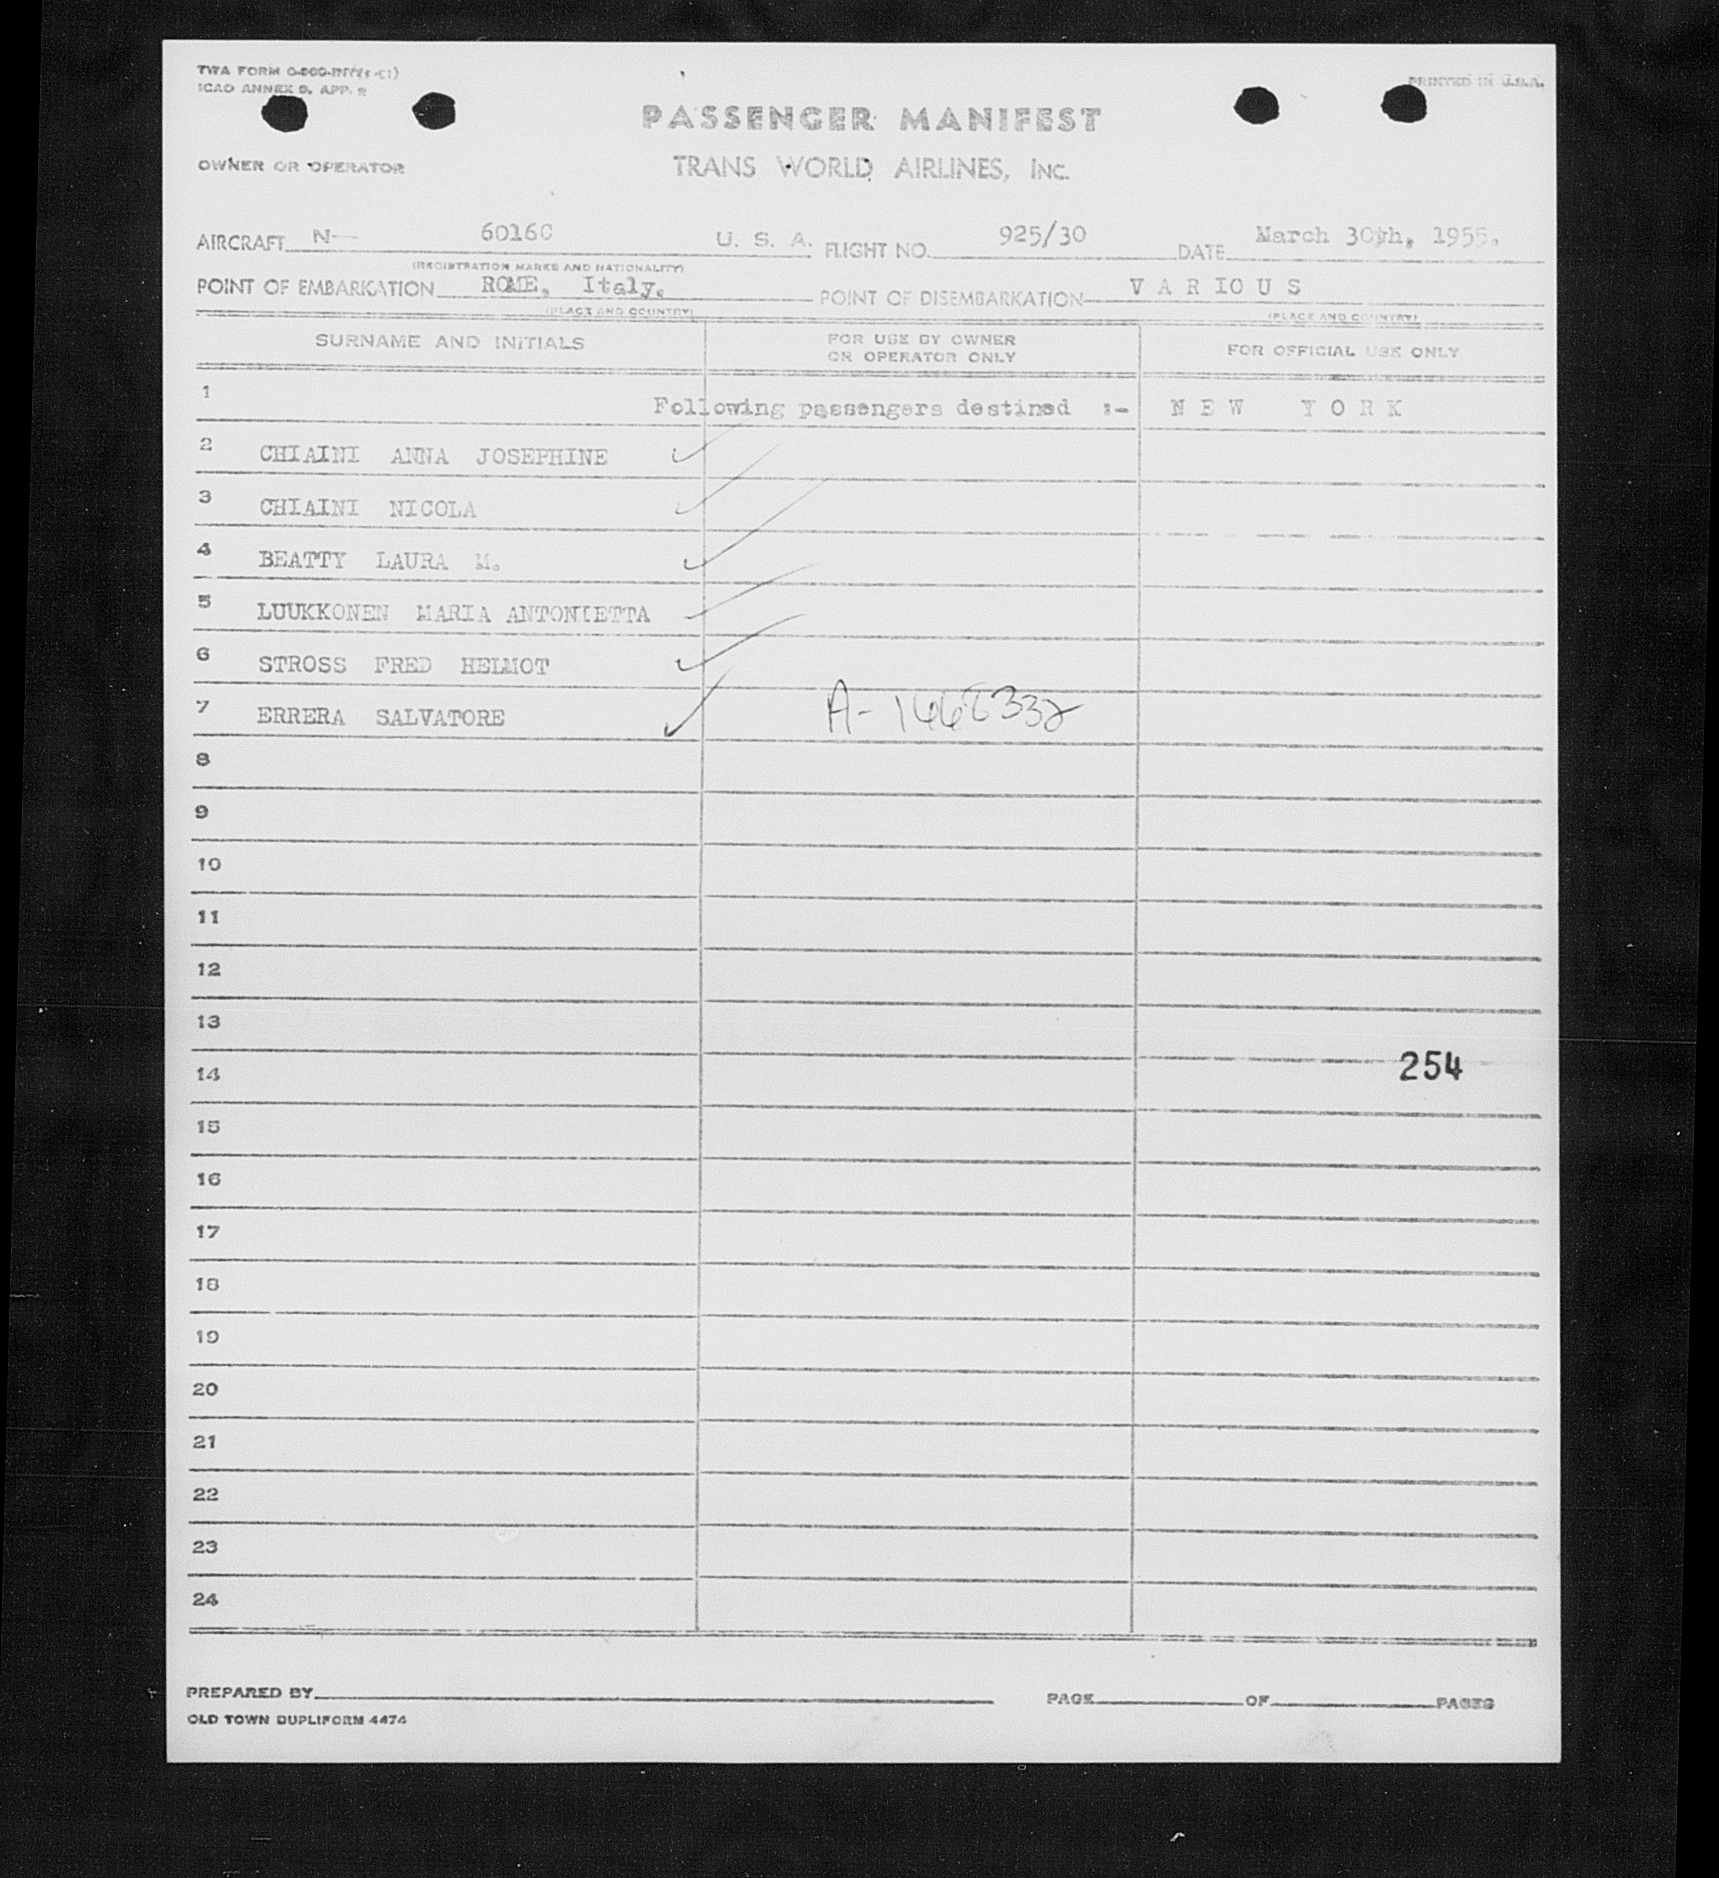 TWA FORM
ICAO ANNEX 9, APP. 2
PRINTED IN U.S.A.
PASSENGER MANIFEST
OWNER OR OPERATOR
TRANS WORLD AIRLINES, INC.
AIRCRAFT N— 6016C U. S. A. FLIGHT NO. 925/30 DATE March 30th, 1955.
(REGISTRATION MARKS AND NATIONALITY)
POINT OF EMBARKATION ROME, Italy. POINT OF DISEMBARKATION V A R IO U S
(PLACE AND COUNTRY) (PLACE AND COUNTRY)
SURNAME AND INITIALS
FOR USE BY OWNER
OR OPERATOR ONLY
FOR OFFICIAL USE ONLY
1 Following passengers destined :- N E W Y O R K
2 CHIAINI ANNA JOSEPHINE
3 CHIAINI NICOLA
4 BEATTY LAURA M.
5 LUUKKONEN MARIA ANTONIETTA
6 STROSS FRED HELMOT
7 ERRERA SALVATORE
8
9
10
11
12
13
14 254
15
16
17
18
19
20
21
22
23
24
PREPARED BY PAGE OF PAGES
OLD TOWN DUPLIFORM 4474